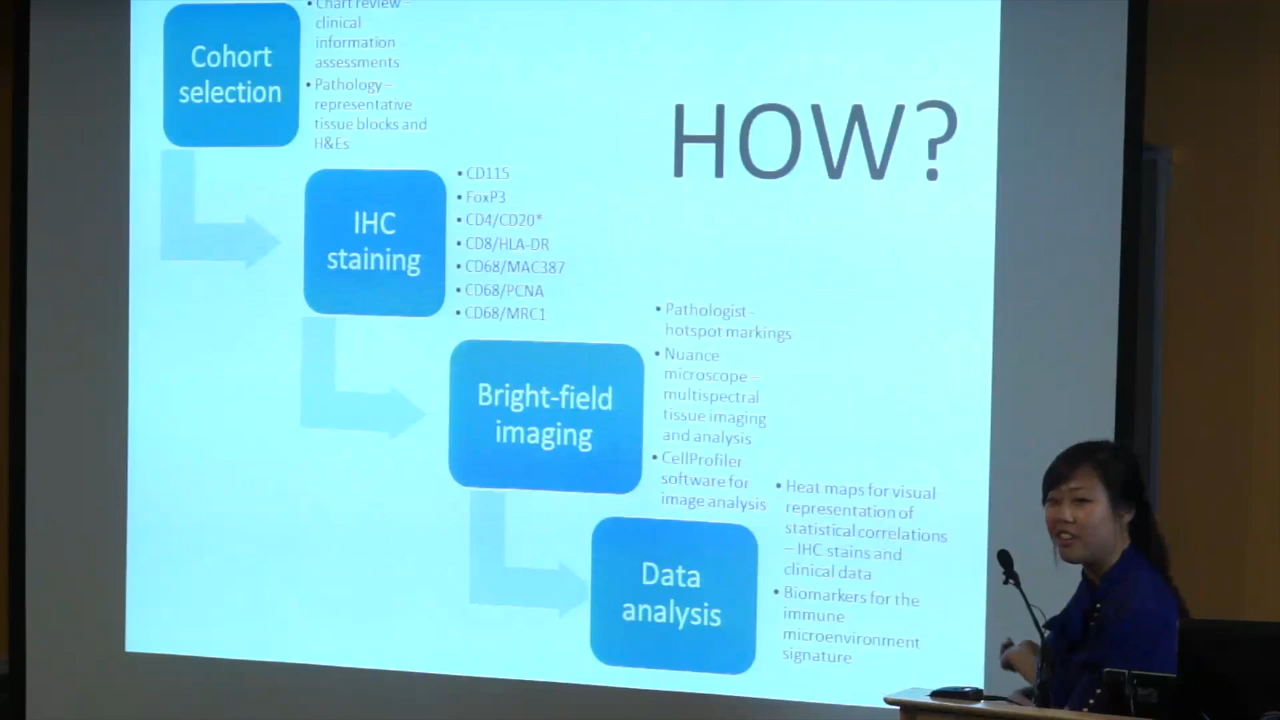 • Chart review –
clinical
information
assessments
• Pathology –
representative
tissue blocks and
H&Es
Cohort
selection
HOW?
IHC
staining
• CD115
• FoxP3
• CD4/CD20*
• CD8/HLA-DR
• CD68/MAC387
• CD68/PCNA
• CD68/MRC1
Bright-field
imaging
• Pathologist -
hotspot markings
• Nuance
microscope –
multispectral
tissue imaging
and analysis
• CellProfiler
software for
image analysis
Data
analysis
• Heat maps for visual
representation of
statistical correlations
– IHC stains and
clinical data
• Biomarkers for the
immune
microenvironment
signature